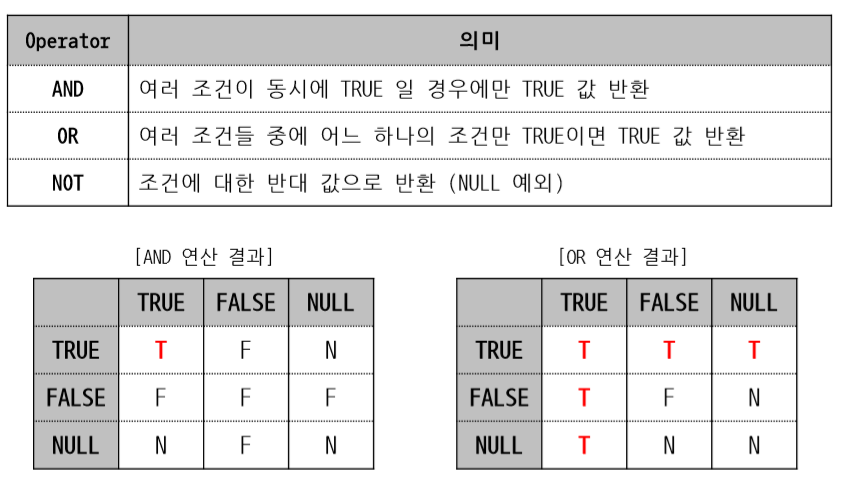 Operator 의미
AND 여러 조건이 동시에 TRUE 일 경우에만 TRUE 값 반환
OR 여러 조건들 중에 어느 하나의 조건만 TRUE이면 TRUE 값 반환
NOT 조건에 대한 반대 값으로 반환 (NULL 예외)
[AND 연산 결과]
TRUE FALSE NULL
TRUE T F N
FALSE F F F
NULL N F N
[OR 연산 결과]
TRUE FALSE NULL
TRUE T T T
FALSE T F N
NULL T N N